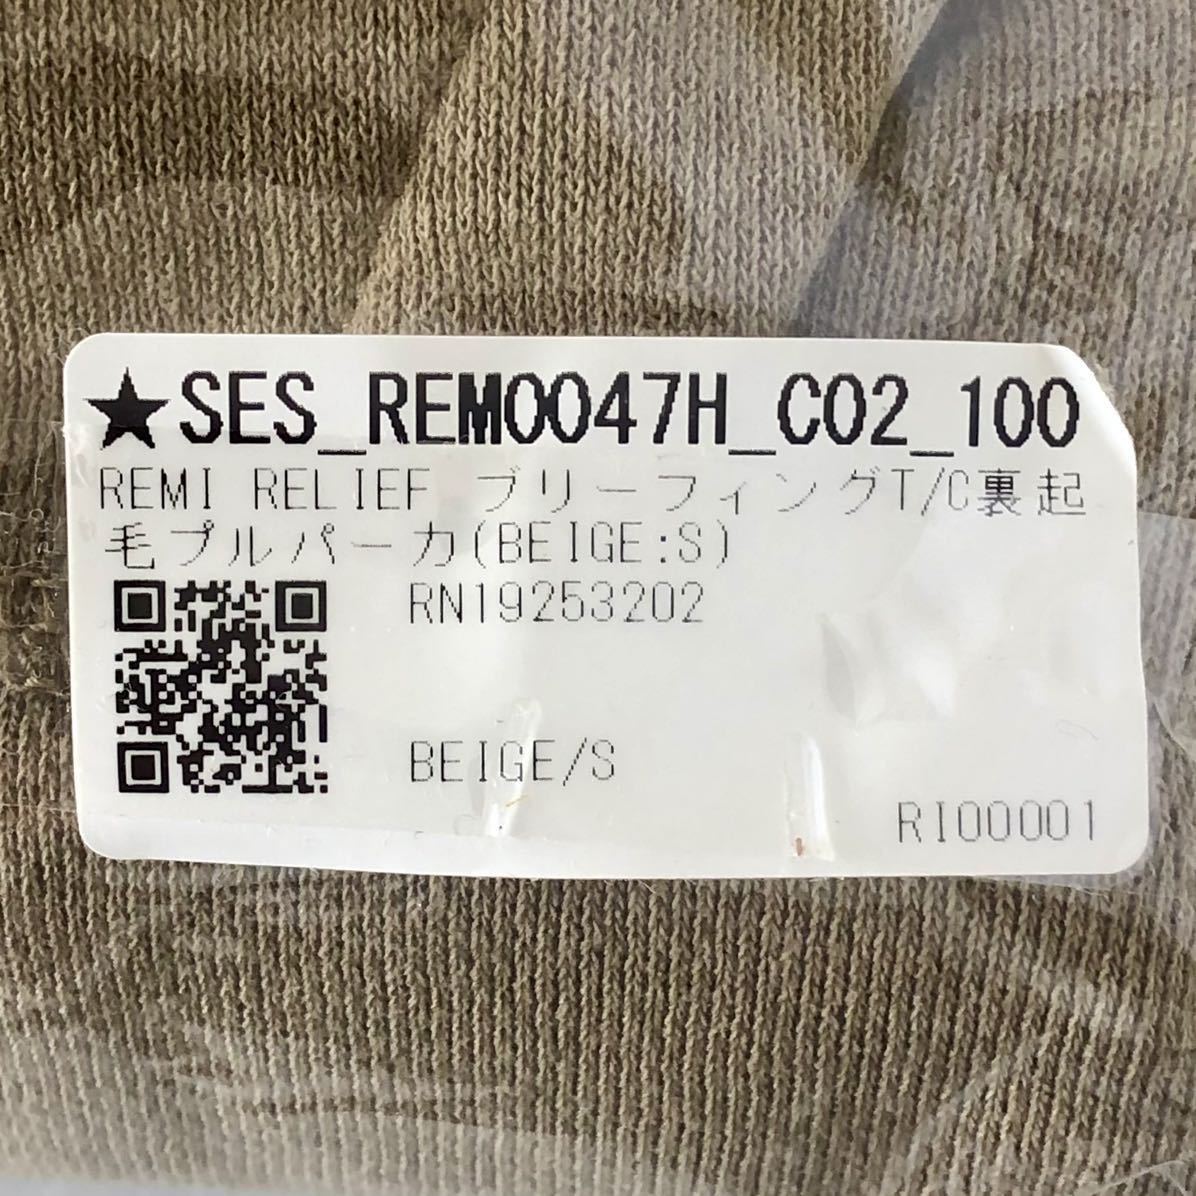 ★SES_REM0047H_C02_100
REMI RELIEF ブリーフィングT/C裏起
毛プルパーカ(BEIGE:S)
RN19253202
BEIGE/S
RI00001